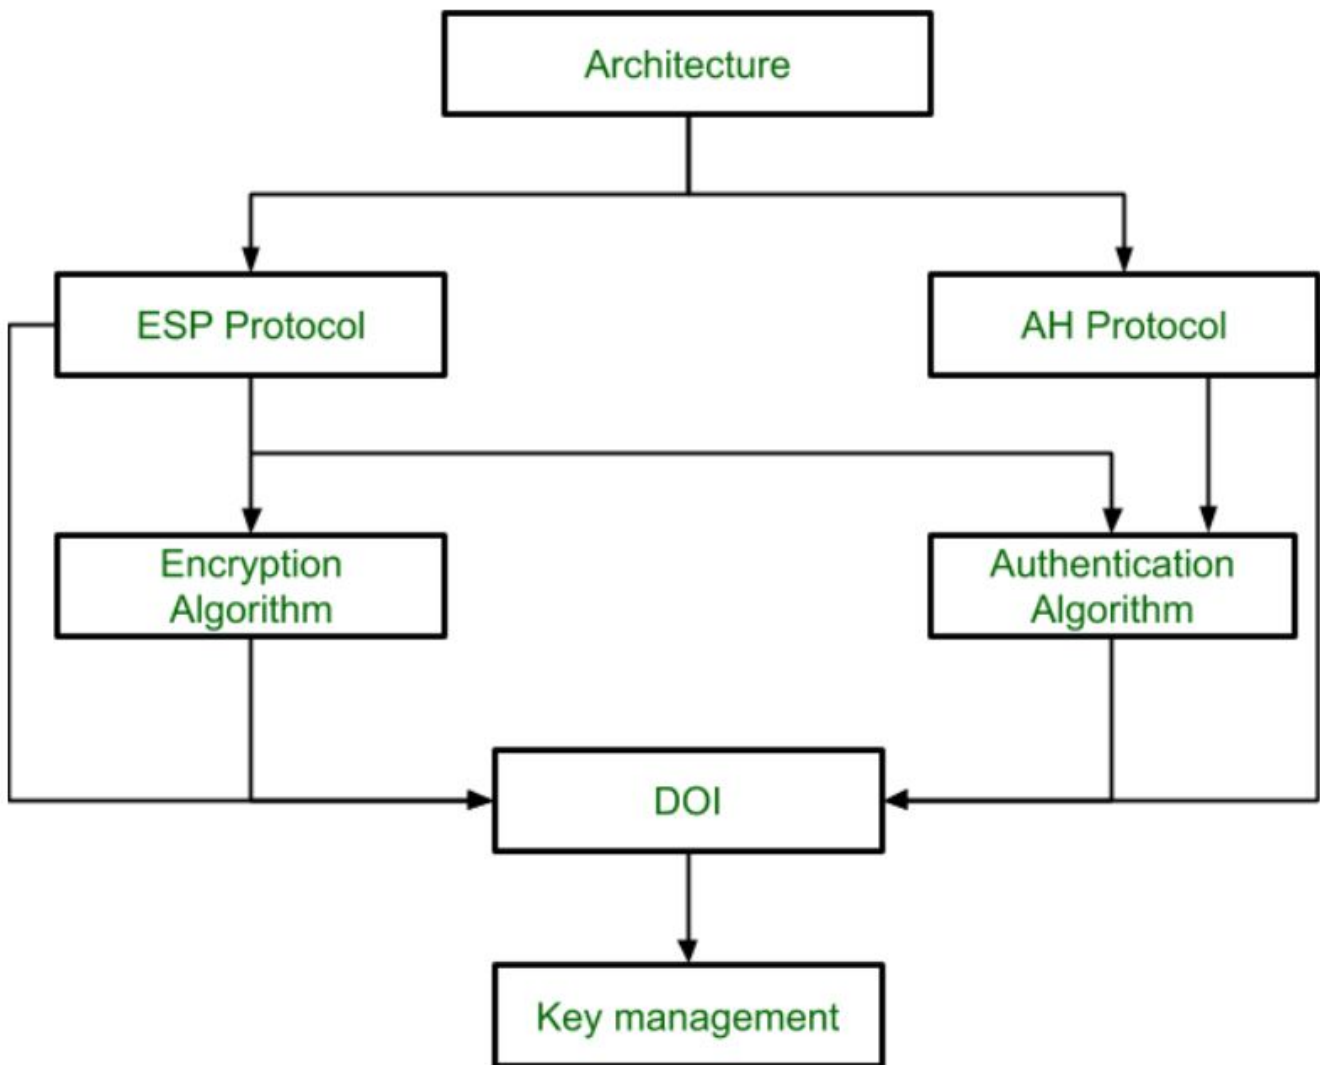 Architecture
ESP Protocol
AH Protocol
Encryption
Algorithm
Authentication
Algorithm
DOI
Key management